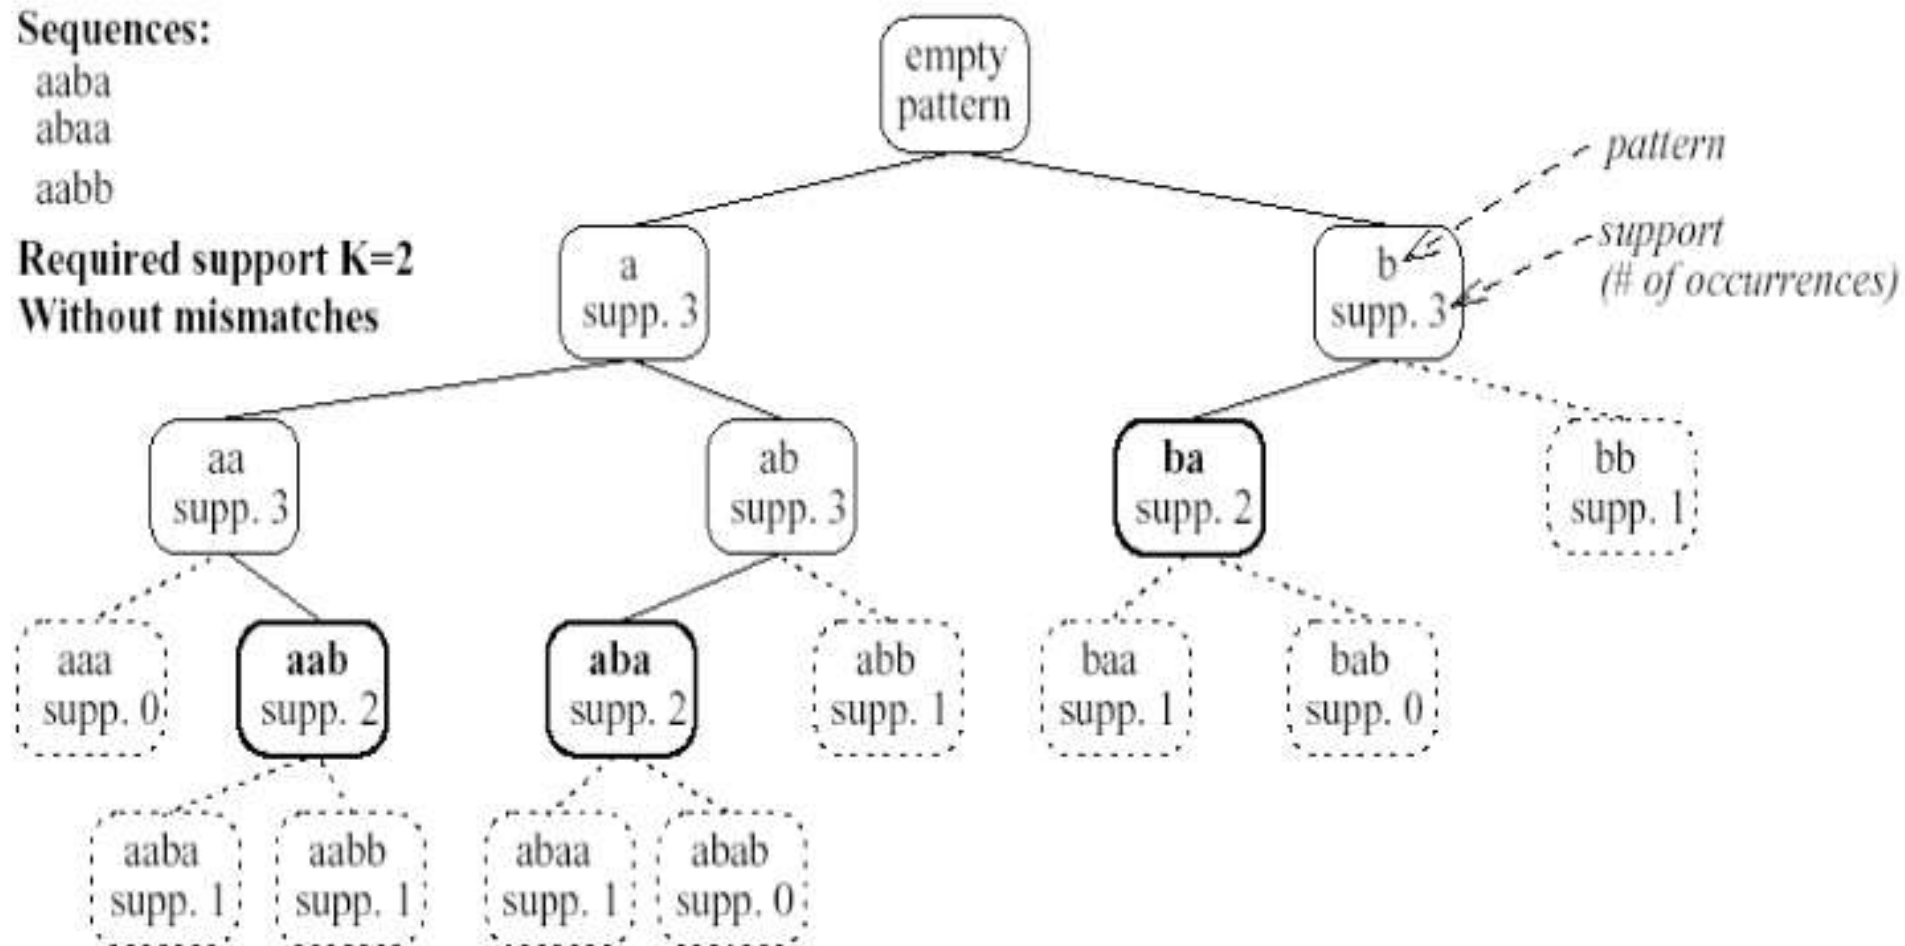 Sequences:
aaba
abaa
aabb
Required support K=2
Without mismatches
empty
pattern
pattern
support
(# of occurrences)
a
supp. 3
b
supp. 3
aa
supp. 3
ab
supp. 3
ba
supp. 2
bb
supp. 1
aaa
supp. 0
aab
supp. 2
aba
supp. 2
abb
supp. 1
baa
supp. 1
bab
supp. 0
aaba
supp. 1
aabb
supp. 1
abaa
supp. 1
abab
supp. 0